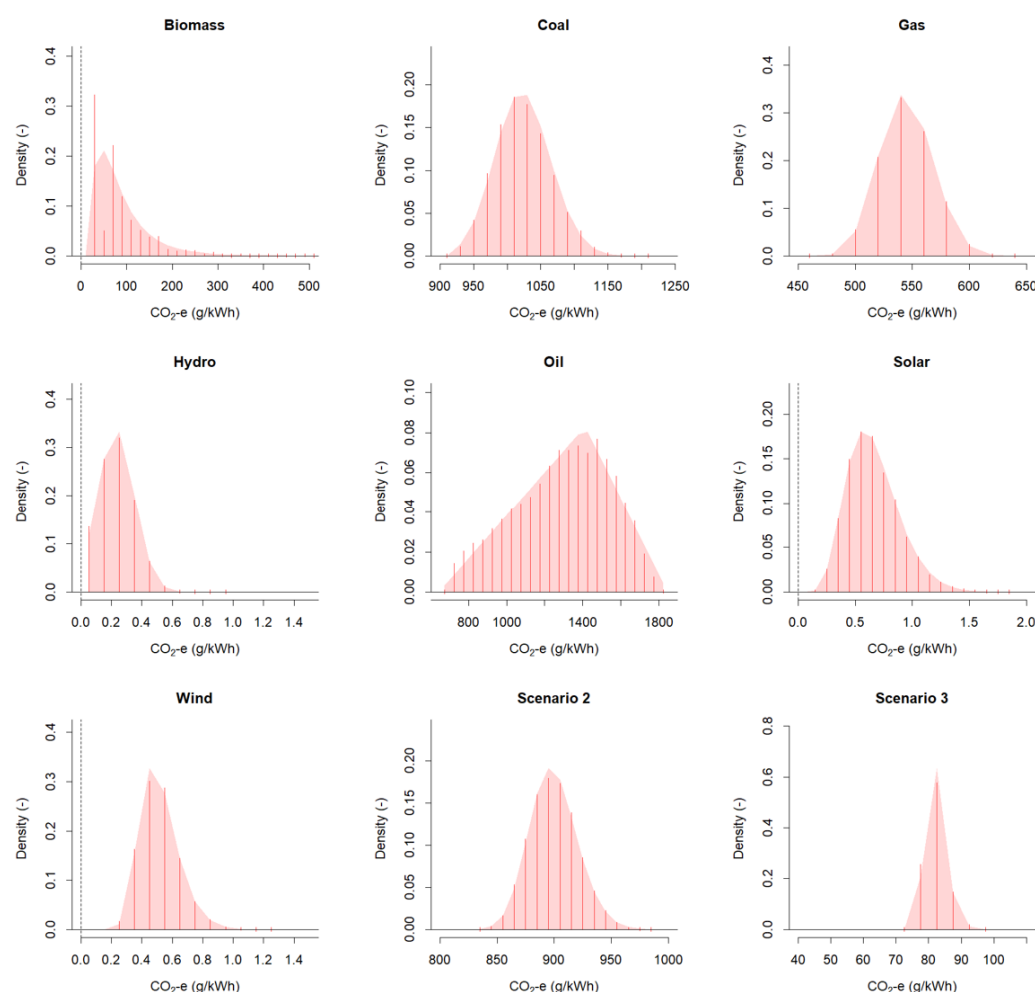 Biomass
Density (-)
0.0 0.1 0.2 0.3 0.4
0 100 200 300 400 500
CO₂-e (g/kWh)
Coal
Density (-)
0.00 0.05 0.10 0.15 0.20
900 950 1050 1150 1250
CO₂-e (g/kWh)
Gas
Density (-)
0.0 0.1 0.2 0.3 0.4
450 500 550 600 650
CO₂-e (g/kWh)
Hydro
Density (-)
0.0 0.1 0.2 0.3 0.4
0.0 0.2 0.4 0.6 0.8 1.0 1.2 1.4
CO₂-e (g/kWh)
Oil
Density (-)
0.00 0.02 0.04 0.06 0.08 0.10
800 1000 1400 1800
CO₂-e (g/kWh)
Solar
Density (-)
0.00 0.05 0.10 0.15 0.20
0.0 0.5 1.0 1.5 2.0
CO₂-e (g/kWh)
Wind
Density (-)
0.0 0.1 0.2 0.3 0.4
0.0 0.2 0.4 0.6 0.8 1.0 1.2 1.4
CO₂-e (g/kWh)
Scenario 2
Density (-)
0.00 0.05 0.10 0.15 0.20
800 850 900 950 1000
CO₂-e (g/kWh)
Scenario 3
Density (-)
0.0 0.2 0.4 0.6 0.8
40 50 60 70 80 90 100
CO₂-e (g/kWh)